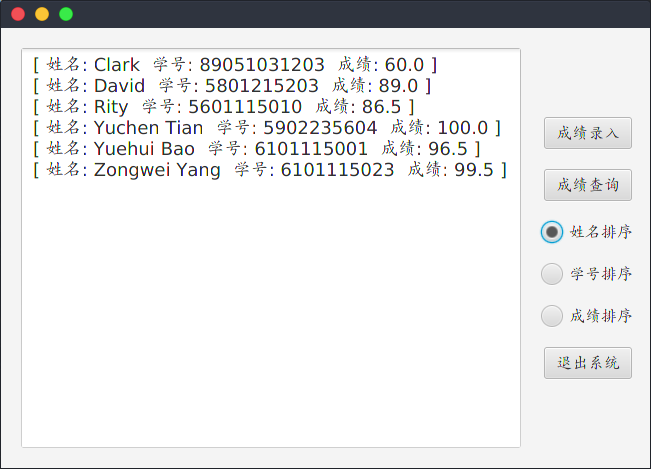 [ 姓名: Clark  学号: 89051031203  成绩: 60.0 ]
[ 姓名: David  学号: 5801215203  成绩: 89.0 ]
[ 姓名: Rity  学号: 5601115010  成绩: 86.5 ]
[ 姓名: Yuchen Tian  学号: 5902235604  成绩: 100.0 ]
[ 姓名: Yuehui Bao  学号: 6101115001  成绩: 96.5 ]
[ 姓名: Zongwei Yang  学号: 6101115023  成绩: 99.5 ]
成绩录入
成绩查询
姓名排序
学号排序
成绩排序
退出系统